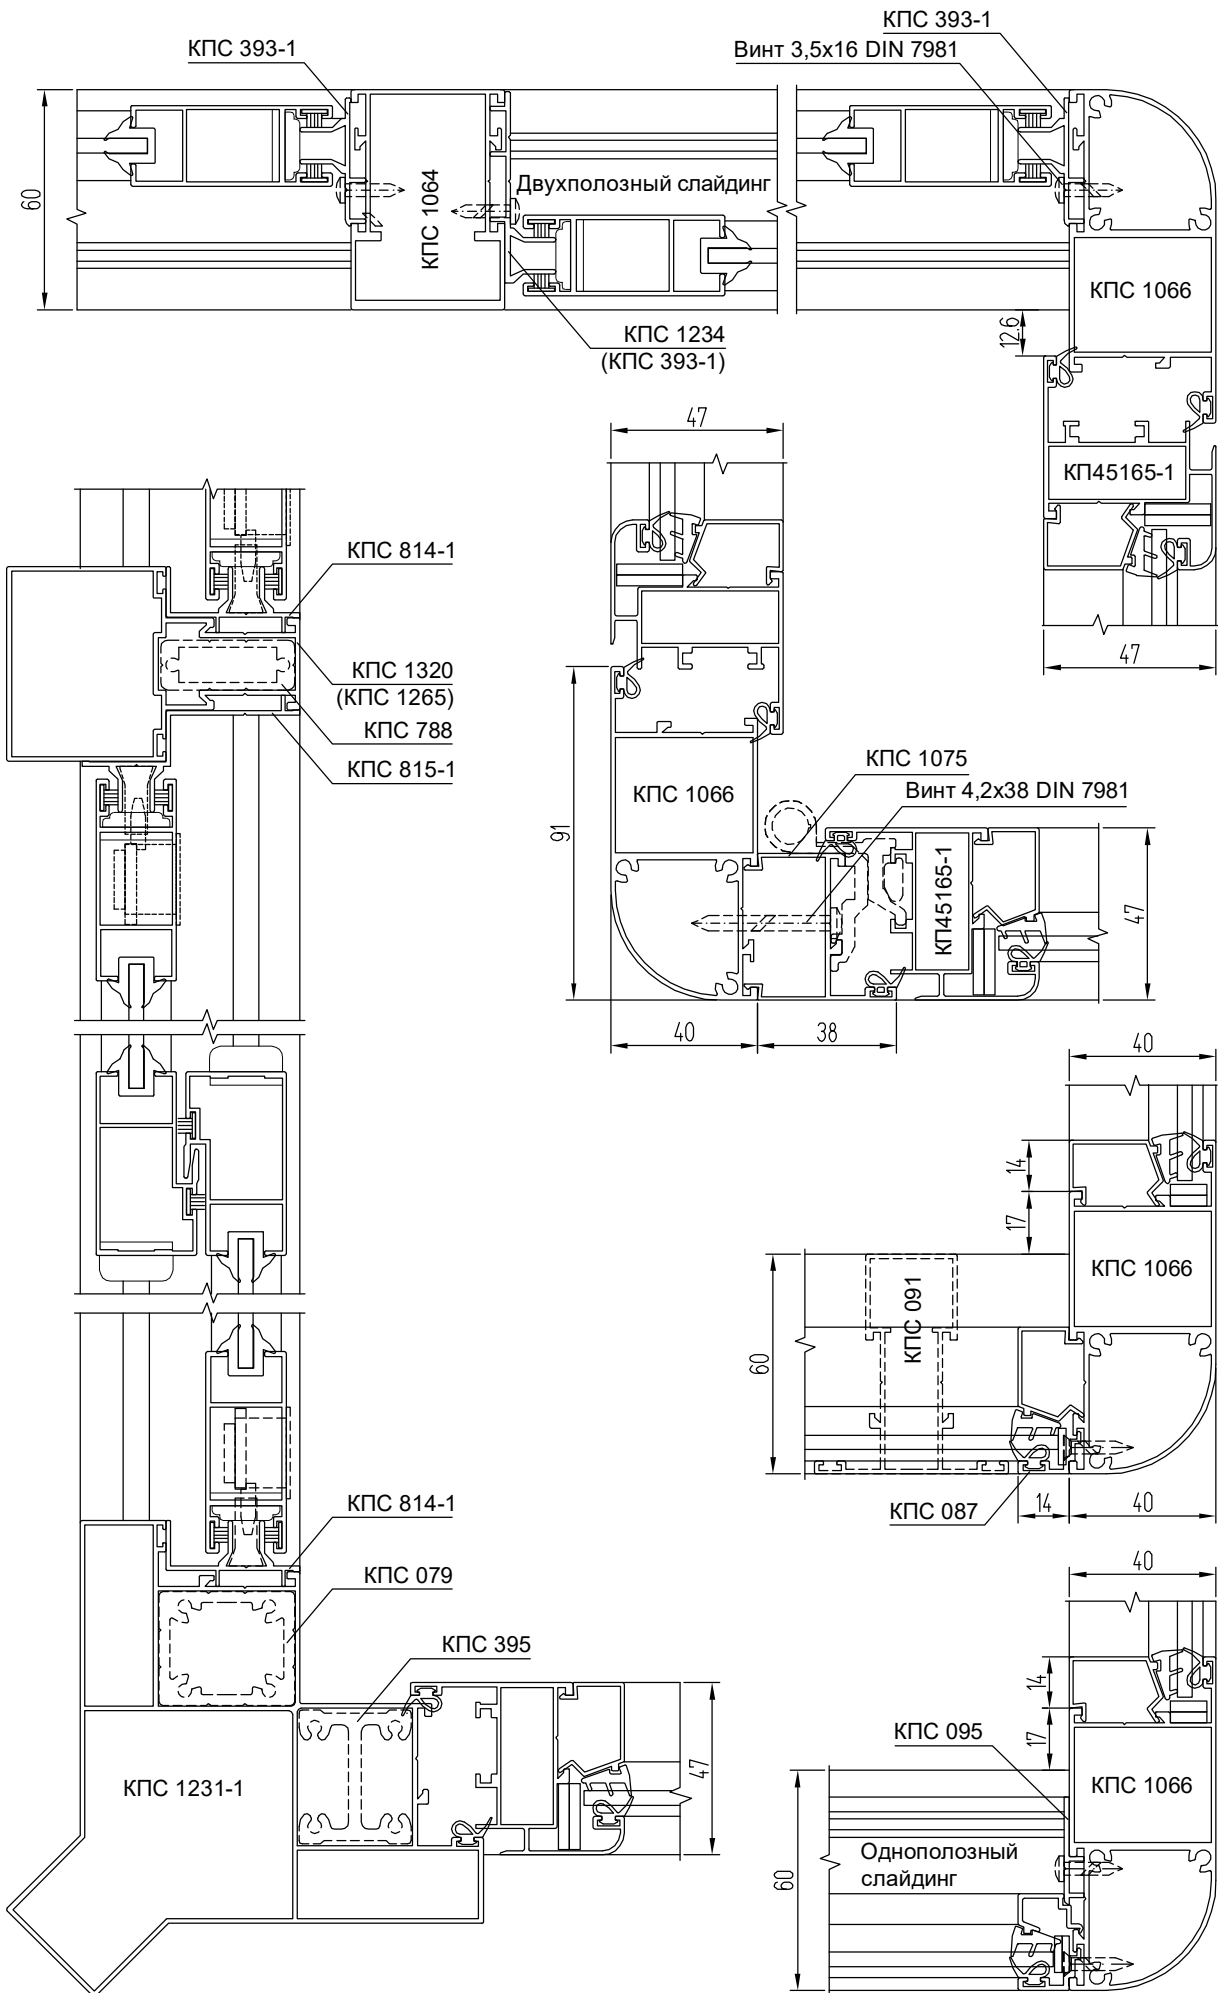 КПС 393-1
КПС 393-1
Винт 3,5х16 DIN 7981
60
КПС 1064
Двухполозный слайдинг
КПС 1066
12.6
КПС 1234
(КПС 393-1)
КП45165-1
47
47
КПС 814-1
КПС 1320
(КПС 1265)
КПС 788
КПС 815-1
КПС 1066
КПС 1075
Винт 4,2х38 DIN 7981
91
КП45165-1
47
40
38
40
14
17
КПС 1066
60
КПС 091
КПС 087
14
40
КПС 814-1
КПС 079
КПС 395
КПС 1231-1
47
40
14
17
КПС 095
КПС 1066
60
Однополозный
слайдинг